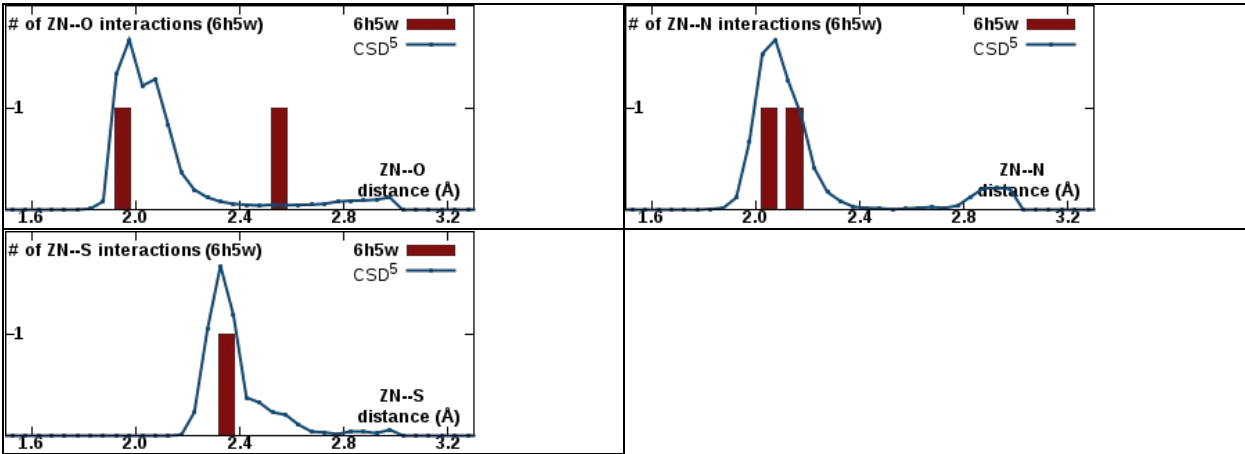 # of ZN--O interactions (6h5w)
6h5w
CSD5
1
ZN--O
distance (Å)
1.6 2.0 2.4 2.8 3.2
# of ZN--N interactions (6h5w)
6h5w
CSD5
1
ZN--N
distance (Å)
1.6 2.0 2.4 2.8 3.2
# of ZN--S interactions (6h5w)
6h5w
CSD5
1
ZN--S
distance (Å)
1.6 2.0 2.4 2.8 3.2